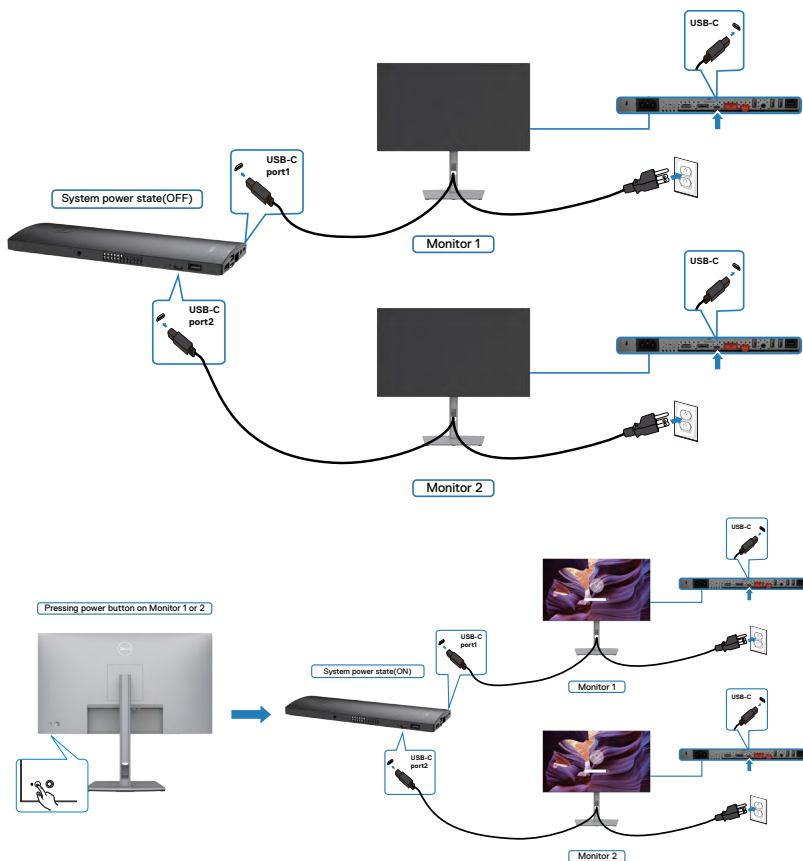 USB-C
USB-C
port1
System power state(OFF)
Monitor 1
USB-C
USB-C
port2
Monitor 2
USB-C
Pressing power button on Monitor 1 or 2
DELL
USB-C
port1
System power state(ON)
Monitor 1
USB-C
USB-C
port2
Monitor 2